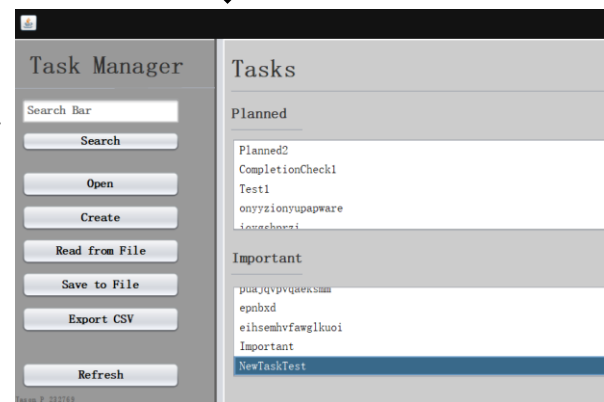 Task Manager
Search Bar
Search
Open
Create
Read from File
Save to File
Export CSV
Refresh
Tasks
Planned
Planned2
CompletionCheck1
Test1
onyyzionyupapware
Important
epnbxd
eihsemhvfawglkuoi
Important
NewTaskTest